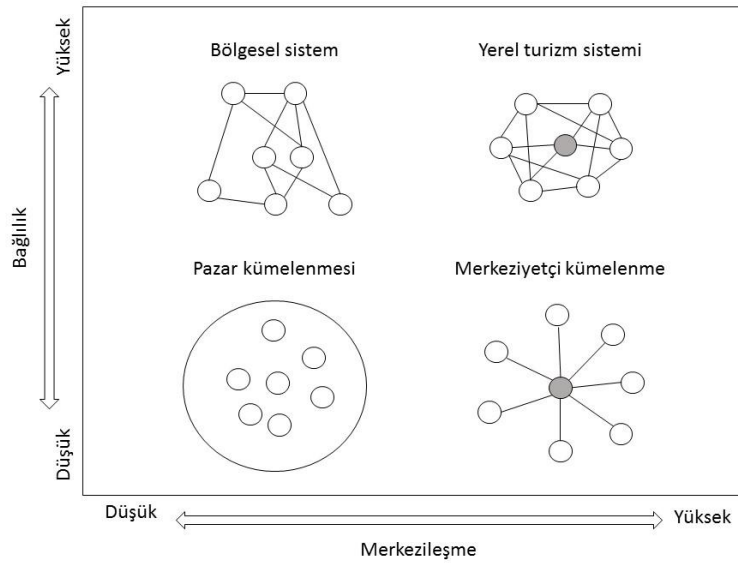 Yüksek
Bölgesel sistem
Yerel turizm sistemi
Bağlılık
Pazar kümelenmesi
Merkeziyetçi kümelenme
Düşük
Düşük
Yüksek
Merkezileşme